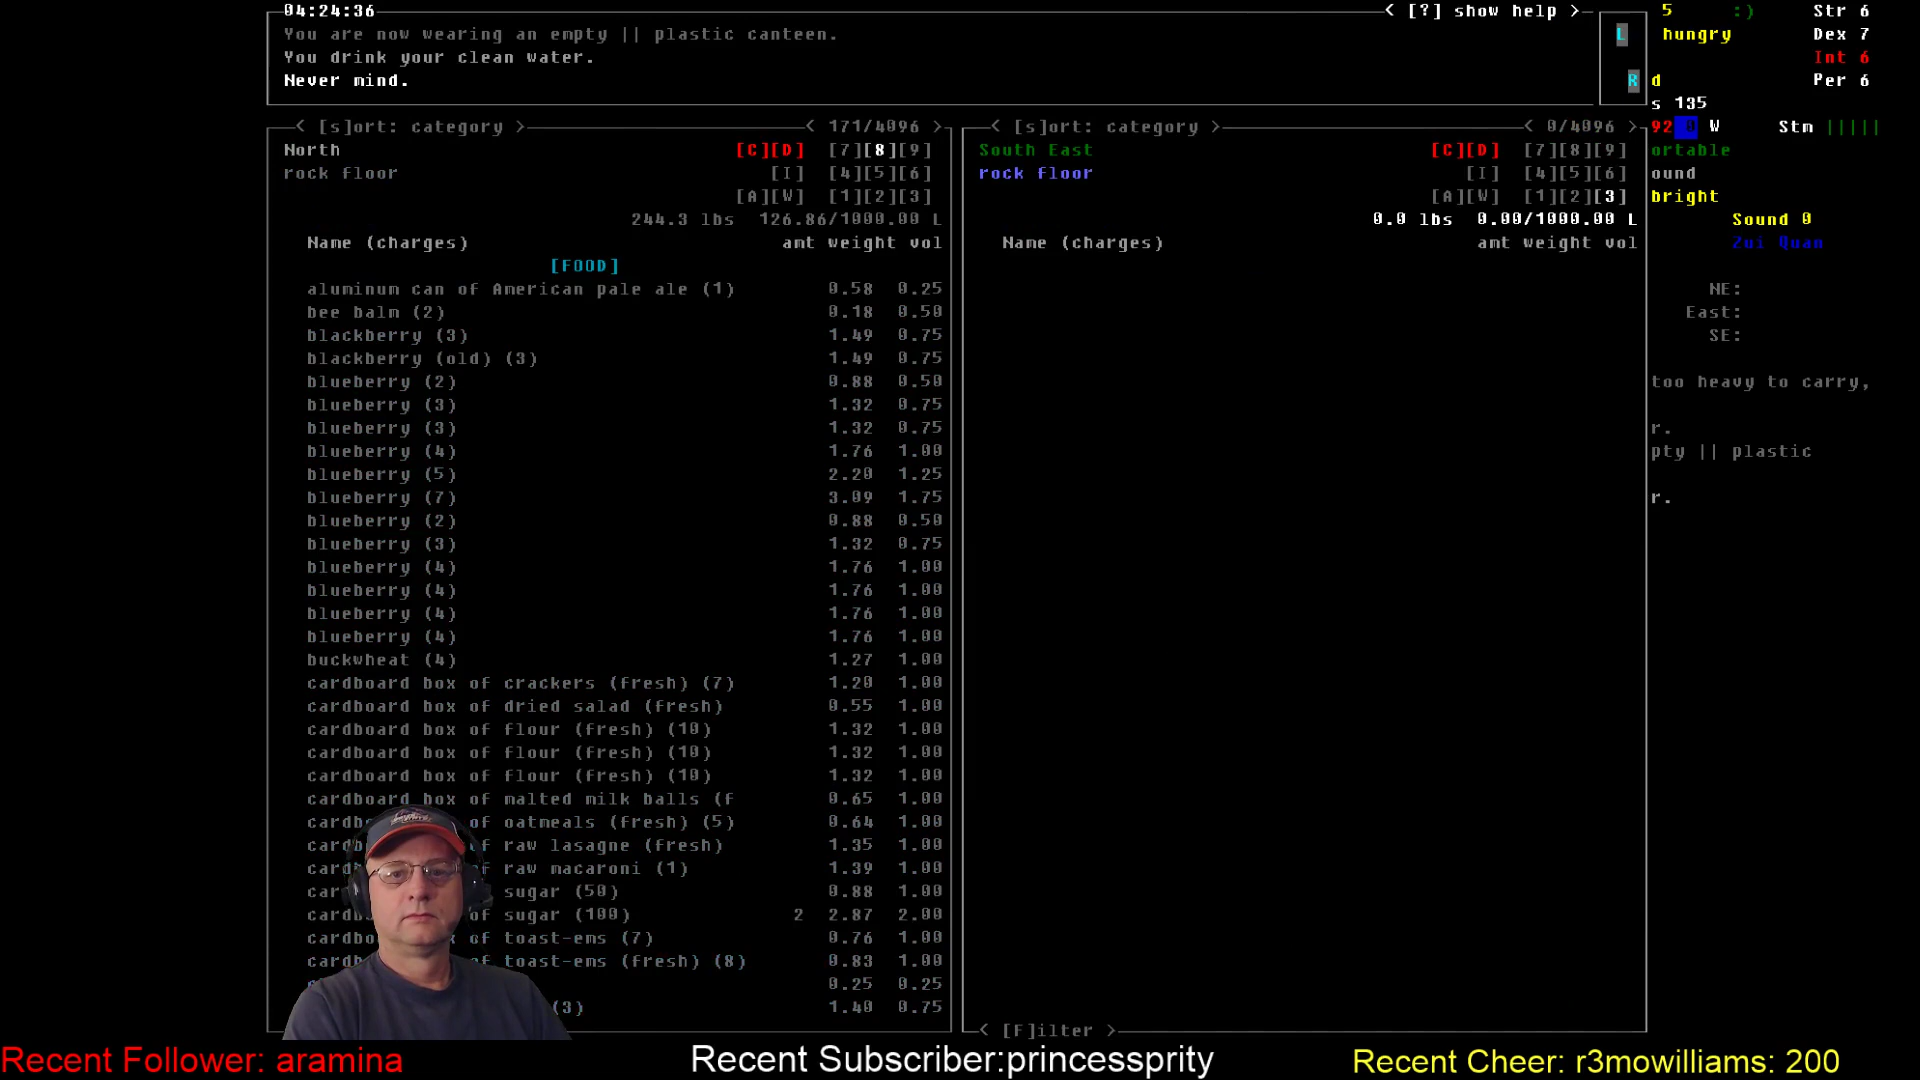 04:24:36
< [?] show help >
You are now wearing an empty || plastic canteen.
You drink your clean water.
Never mind.
L
R
5 :) Str 6
hungry Dex 7
Int 6
d Per 6
s 135
92 0 W Stm |||||
ortable
ound
bright
Sound 0
Zui Quan
NE:
East:
SE:
too heavy to carry,
r.
pty || plastic
r.
< [s]ort: category > < 171/4096 >
North [C][D] [7][8][9]
rock floor [I] [4][5][6]
[A][W] [1][2][3]
244.3 lbs 126.86/1000.00 L
Name (charges) amt weight vol
[FOOD]
aluminum can of American pale ale (1) 0.58 0.25
bee balm (2) 0.18 0.50
blackberry (3) 1.49 0.75
blackberry (old) (3) 1.49 0.75
blueberry (2) 0.88 0.50
blueberry (3) 1.32 0.75
blueberry (3) 1.32 0.75
blueberry (4) 1.76 1.00
blueberry (5) 2.20 1.25
blueberry (7) 3.09 1.75
blueberry (2) 0.88 0.50
blueberry (3) 1.32 0.75
blueberry (4) 1.76 1.00
blueberry (4) 1.76 1.00
blueberry (4) 1.76 1.00
blueberry (4) 1.76 1.00
buckwheat (4) 1.27 1.00
cardboard box of crackers (fresh) (7) 1.20 1.00
cardboard box of dried salad (fresh) 0.55 1.00
cardboard box of flour (fresh) (10) 1.32 1.00
cardboard box of flour (fresh) (10) 1.32 1.00
cardboard box of flour (fresh) (10) 1.32 1.00
cardboard box of malted milk balls (f 0.65 1.00
cardb of oatmeals (fresh) (5) 0.64 1.00
cardb f raw lasagne (fresh) 1.35 1.00
card f raw macaroni (1) 1.39 1.00
car sugar (50) 0.88 1.00
cardb of sugar (100) 2 2.87 2.00
cardbo of toast-ems (7) 0.76 1.00
cardb of toast-ems (fresh) (8) 0.83 1.00
0.25 0.25
(3) 1.40 0.75
< [s]ort: category > < 0/4096 >
South East [C][D] [7][8][9]
rock floor [I] [4][5][6]
[A][W] [1][2][3]
0.0 lbs 0.00/1000.00 L
Name (charges) amt weight vol
< [F]ilter >
Recent Follower: aramina
Recent Subscriber:princessprity
Recent Cheer: r3mowilliams: 200